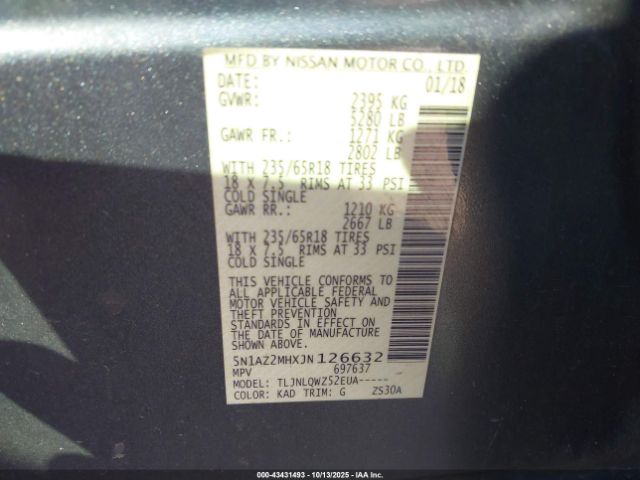 MFD BY NISSAN MOTOR CO., LTD.
DATE: 01/18
GVWR: 2395 KG
5280 LB
GAWR FR.: 1271 KG
2802 LB
WITH 235/65R18 TIRES
18 X 7.5 RIMS AT 33 PSI
COLD SINGLE
GAWR RR.: 1210 KG
2667 LB
WITH 235/65R18 TIRES
18 X 7.5 RIMS AT 33 PSI
COLD SINGLE
THIS VEHICLE CONFORMS TO
ALL APPLICABLE FEDERAL
MOTOR VEHICLE SAFETY AND
THEFT PREVENTION
STANDARDS IN EFFECT ON
THE DATE OF MANUFACTURE
SHOWN ABOVE.
5N1AZ2MHXJN126632
MPV 697637
MODEL: TLJNLQWZ52EUA-----
COLOR: KAD TRIM: G ZS30A
000-43431493 - 10/13/2025 - IAA Inc.